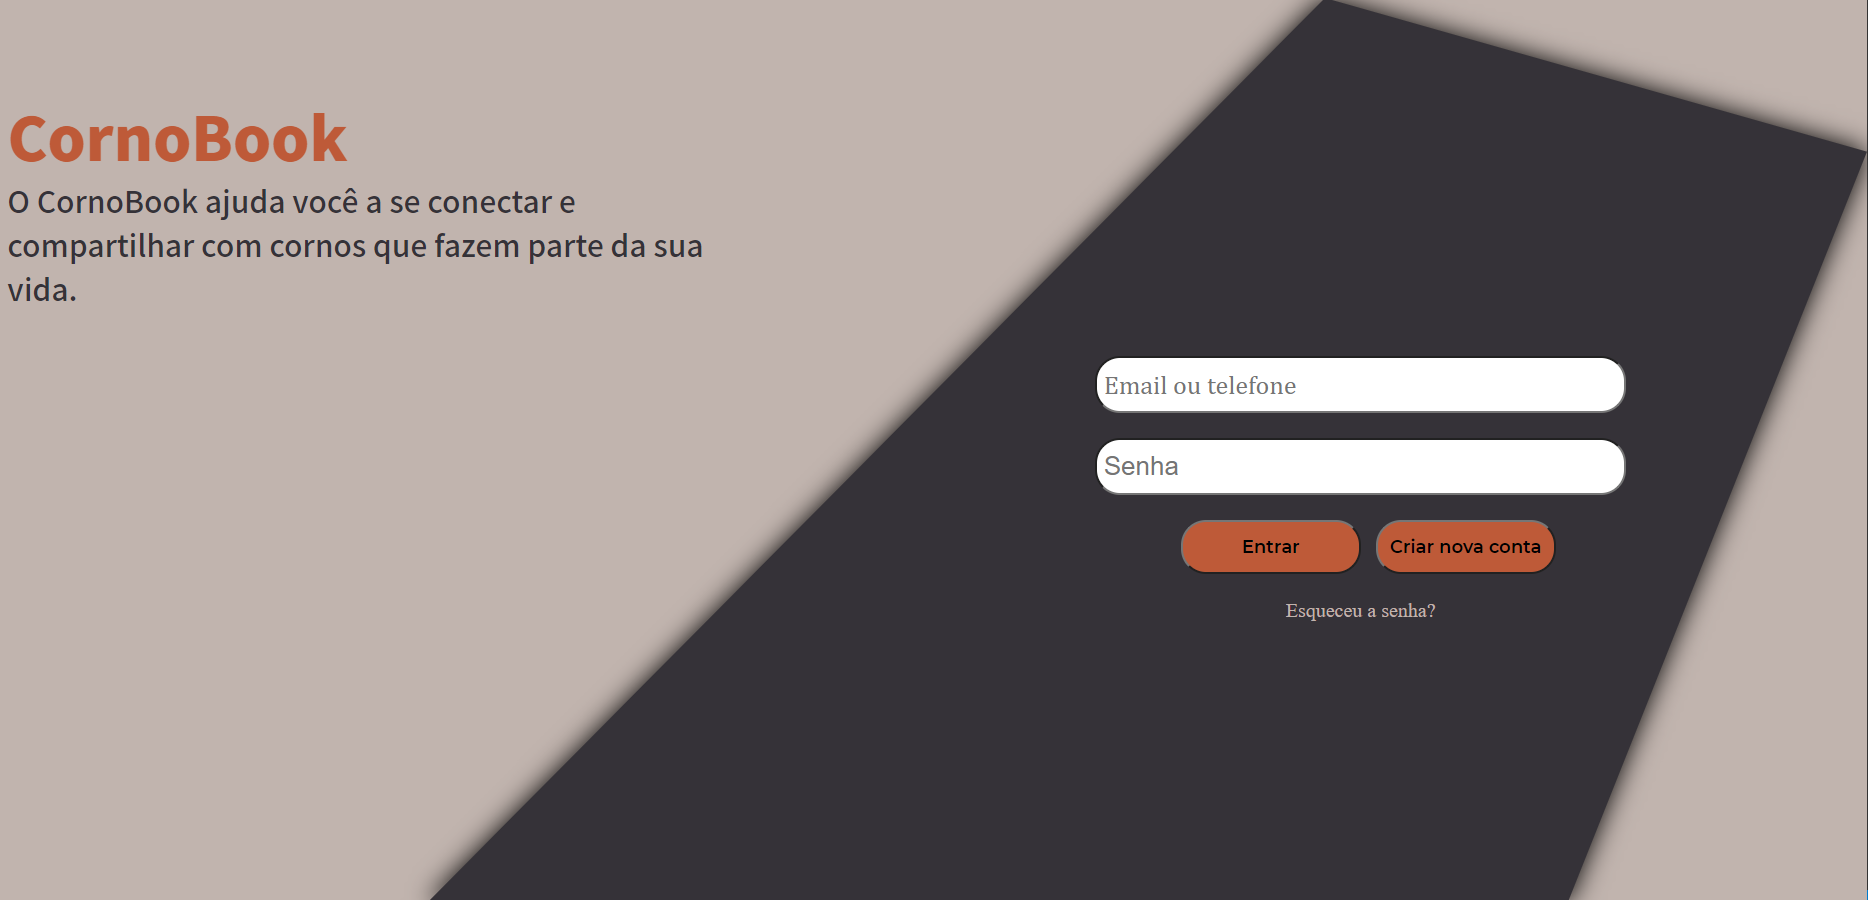 CornoBook
O CornoBook ajuda você a se conectar e
compartilhar com cornos que fazem parte da sua
vida.
Email ou telefone
Senha
Entrar
Criar nova conta
Esqueceu a senha?